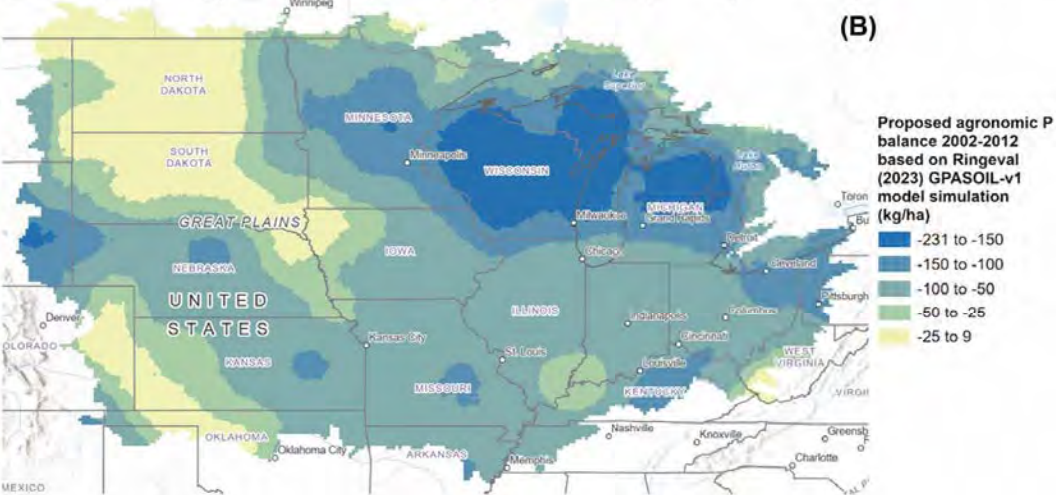 Winnipeg
(B)
NORTH
DAKOTA
Lake
Superior
MINNESOTA
Proposed agronomic P
balance 2002-2012
based on Ringeval
(2023) GPASOIL-v1
model simulation
(kg/ha)
-231 to -150
-150 to -100
-100 to -50
-50 to -25
-25 to 9
SOUTH
DAKOTA
Minneapolis
WISCONSIN
Lake
Huron
Toron
GREAT PLAINS
MICHIGAN
Milwaukee
Grand Rapids
Bu
Detroit
IOWA
Chicago
Cleveland
NEBRASKA
UNITED
STATES
ILLINOIS
Pittsburgh
Denver
Indianapolis
Columbus
OLORADO
Kansas City
Cincinnati
St. Louis
WEST
VIRGINIA
KANSAS
Louisville
MISSOURI
KENTUCKY
VIRGI
OKLAHOMA
Nashville
Knoxville
Greensb
Oklahoma City
ARKANSAS
Memphis
Charlotte
MEXICO